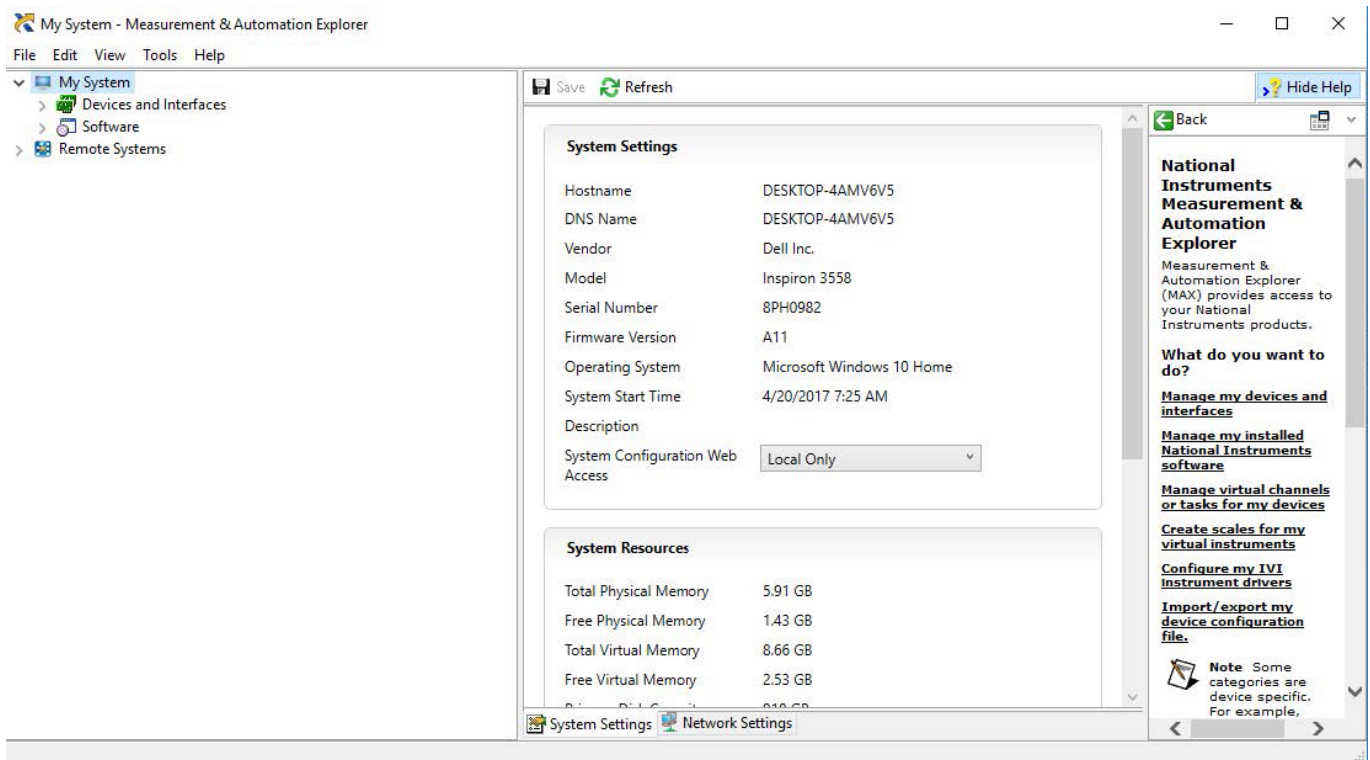 My System - Measurement & Automation Explorer
File Edit View Tools Help
My System
Devices and Interfaces
Software
Remote Systems
Save Refresh
Hide Help
System Settings
Hostname DESKTOP-4AMV6V5
DNS Name DESKTOP-4AMV6V5
Vendor Dell Inc.
Model Inspiron 3558
Serial Number 8PH0982
Firmware Version A11
Operating System Microsoft Windows 10 Home
System Start Time 4/20/2017 7:25 AM
Description
System Configuration Web
Access
Local Only
System Resources
Total Physical Memory 5.91 GB
Free Physical Memory 1.43 GB
Total Virtual Memory 8.66 GB
Free Virtual Memory 2.53 GB
System Settings Network Settings
Back
National
Instruments
Measurement &
Automation
Explorer
Measurement &
Automation Explorer
(MAX) provides access to
your National
Instruments products.
What do you want to
do?
Manage my devices and
interfaces
Manage my installed
National Instruments
software
Manage virtual channels
or tasks for my devices
Create scales for my
virtual instruments
Configure my IVI
Instrument drivers
Import/export my
device configuration
file.
Note Some
categories are
device specific.
For example,